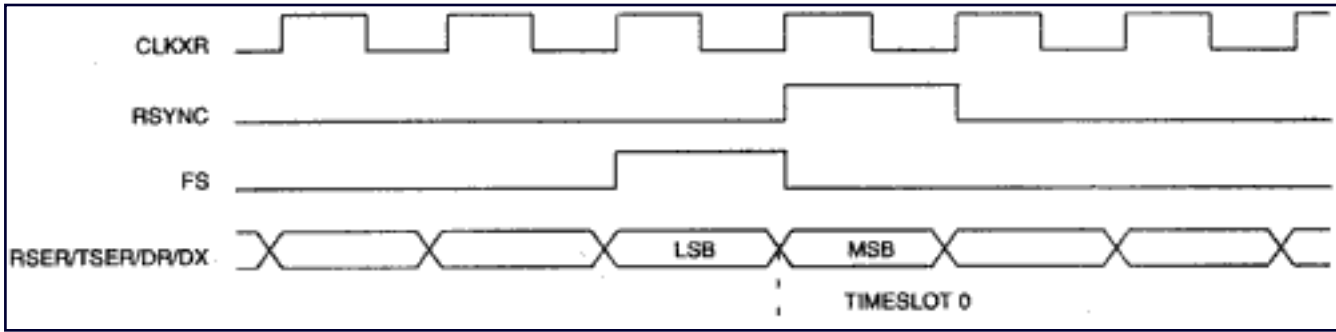 CLKXR
RSYNC
FS
RSER/TSER/DR/DX
LSB
MSB
TIMESLOT 0